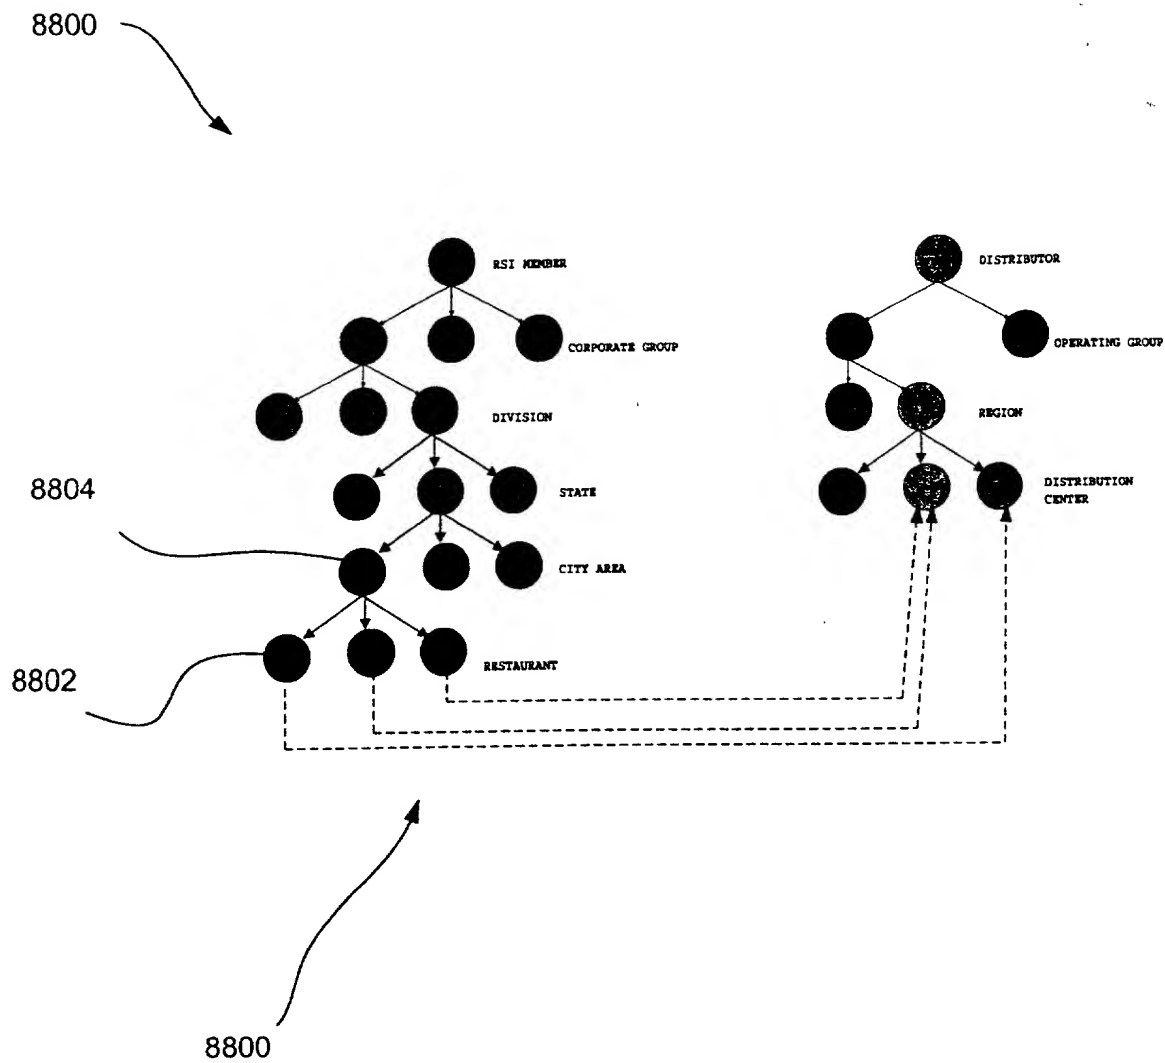 8800
RSI MEMBER
DISTRIBUTOR
CORPORATE GROUP
OPERATING GROUP
DIVISION
REGION
8804
STATE
DISTRIBUTION
CENTER
CITY AREA
8802
RESTAURANT
8800